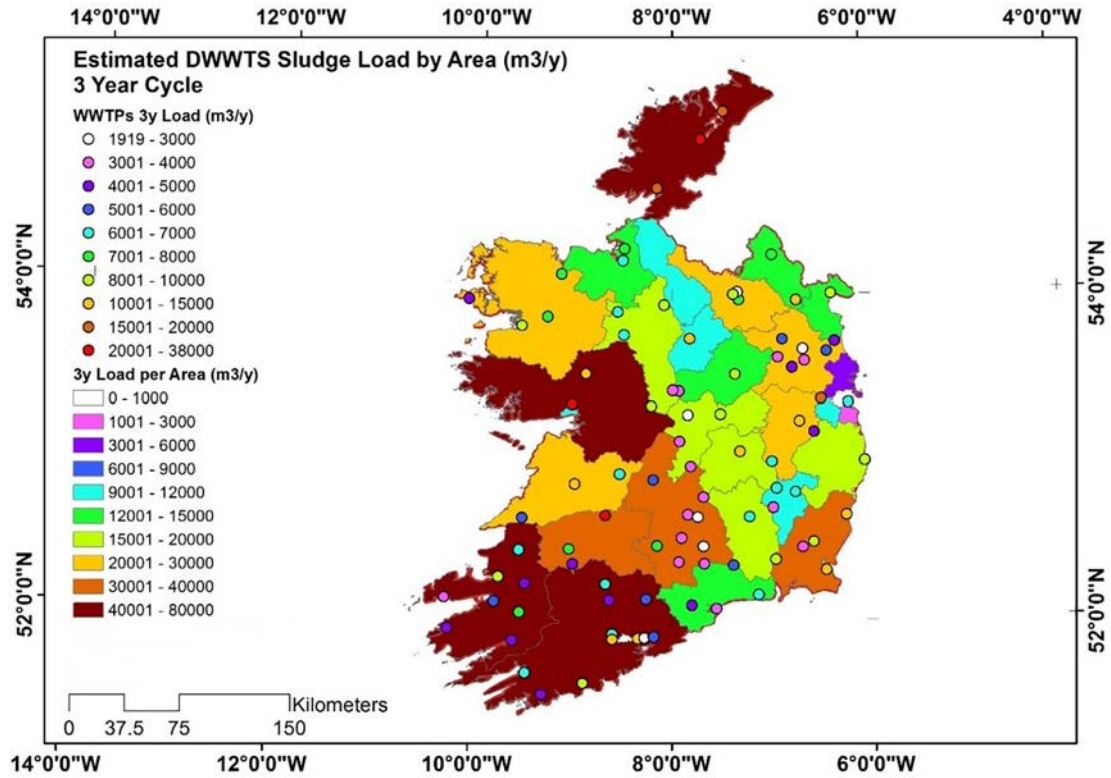 14°0'0"W 12°0'0"W 10°0'0"W 8°0'0"W 6°0'0"W 4°0'0"W
Estimated DWWTS Sludge Load by Area (m3/y)
3 Year Cycle
WWTPs 3y Load (m3/y)
1919 - 3000
3001 - 4000
4001 - 5000
5001 - 6000
6001 - 7000
7001 - 8000
8001 - 10000
10001 - 15000
15001 - 20000
20001 - 38000
3y Load per Area (m3/y)
0 - 1000
1001 - 3000
3001 - 6000
6001 - 9000
9001 - 12000
12001 - 15000
15001 - 20000
20001 - 30000
30001 - 40000
40001 - 80000
54°0'0"N
54°0'0"N
52°0'0"N
52°0'0"N
Kilometers
0 37.5 75 150
14°0'0"W 12°0'0"W 10°0'0"W 8°0'0"W 6°0'0"W